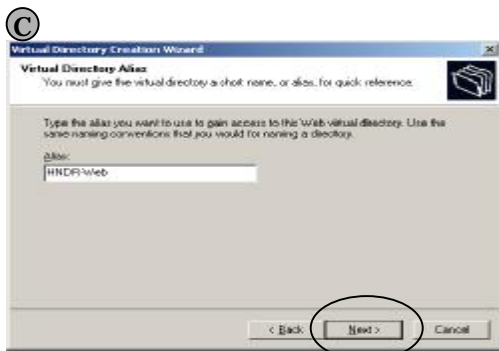 C
Virtual Directory Creation Wizard
Virtual Directory Alias
You must give the virtual directory a short name, or alias, for quick reference.
Type the alias you want to use to gain access to this Web virtual directory. Use the
same naming conventions that you would for naming a directory.
Alias:
HNDR-Web
< Back
Next >
Cancel